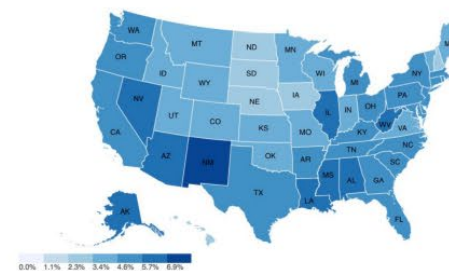 WA
MT
ND
MN
OR
ID
SD
WI
MI
NY
WY
IA
PA
NE
NV
UT
CO
IL
IN
OH
WV
VA
CA
KS
MO
KY
NC
AZ
NM
OK
AR
TN
SC
TX
MS
AL
GA
LA
FL
AK
0.0% 1.1% 2.3% 3.4% 4.6% 5.7% 6.9%